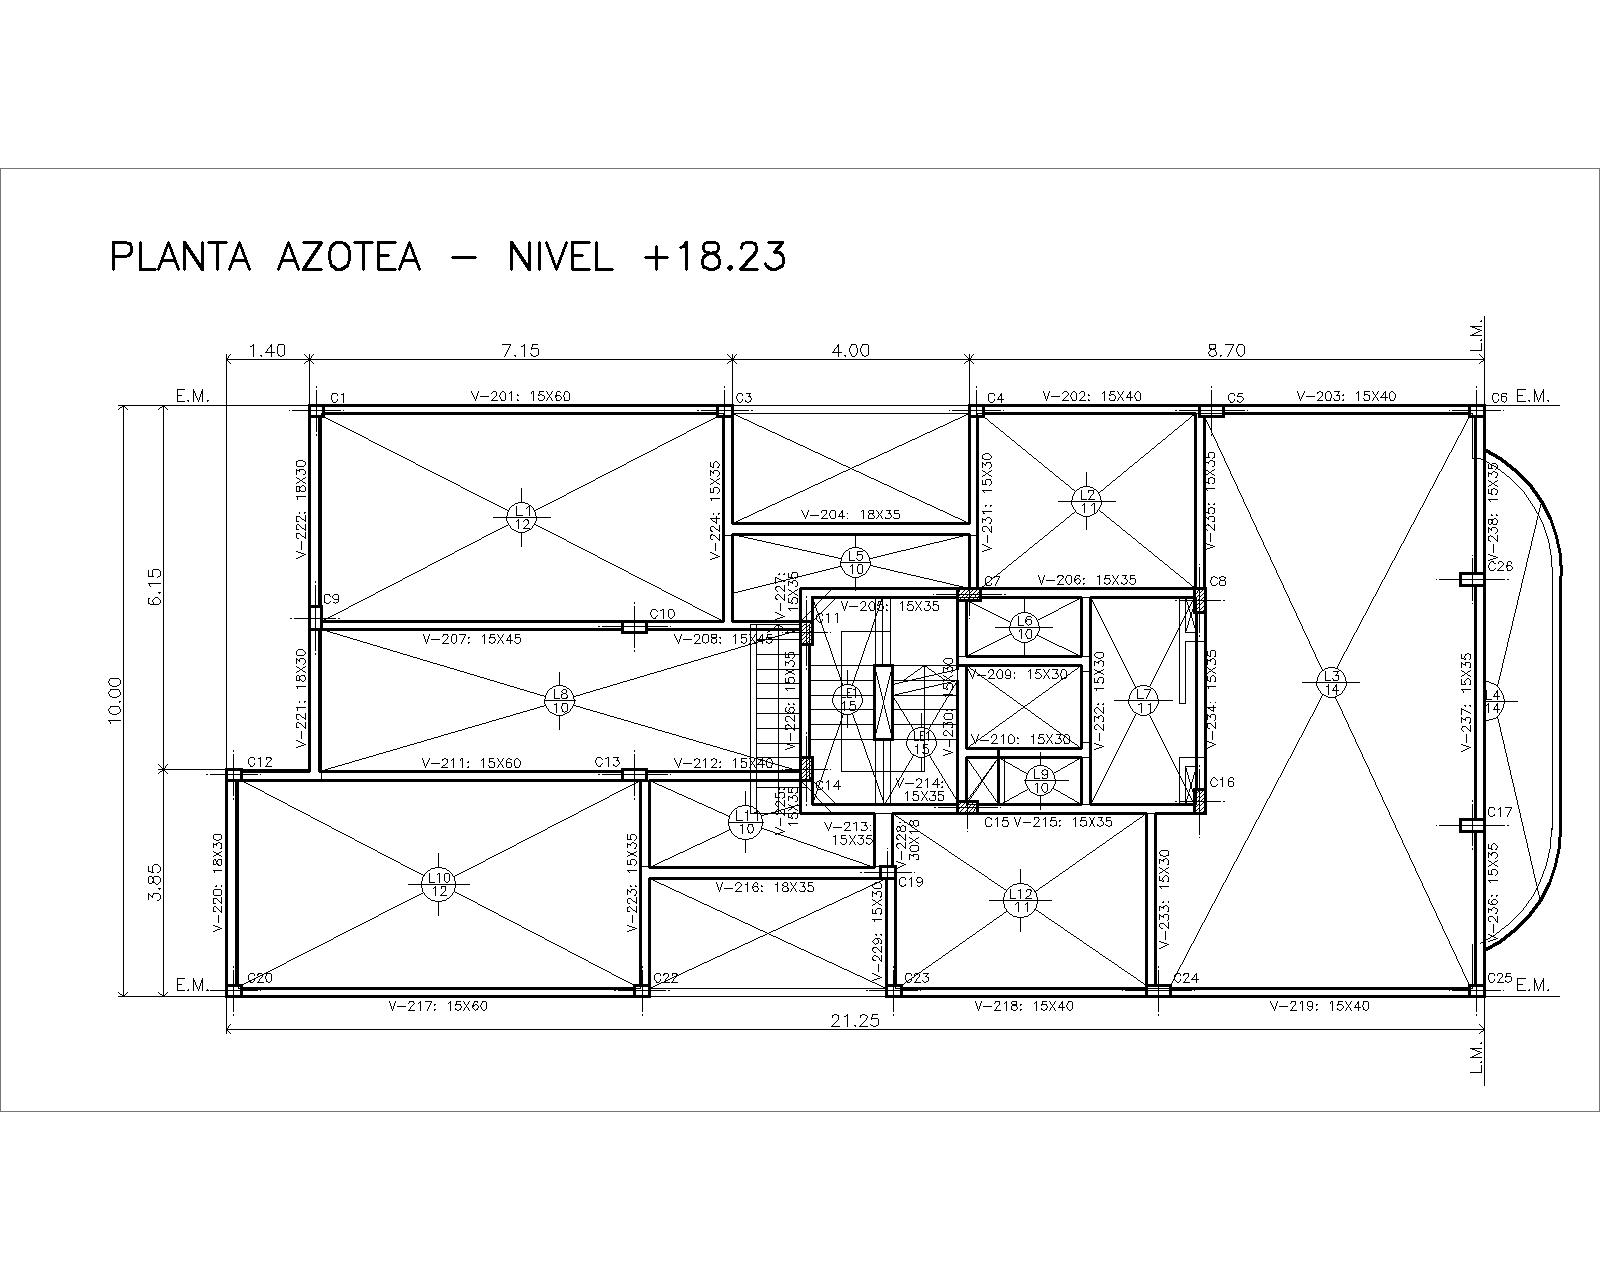 PLANTA AZOTEA - NIVEL +18.23
L.M.
1.40
7.15
4.00
8.70
E.M.
C1
V-201: 15X60
C3
C4
V-202: 15X40
C5
V-203: 15X40
C6
E.M.
V-222: 18X30
L1
12
V-224: 15X35
V-204: 18X35
V-231: 15X30
L2
11
V-235: 15X35
V-238: 15X35
L5
10
C26
6.15
C9
C10
V-227: 15X35
V-205: 15X35
C7
V-206: 15X35
C8
V-207: 15X45
V-208: 15X45
C11
L6
10
10.00
V-221: 18X30
L8
10
V-226: 15X35
LE1
15
V-230: 15X30
V-209: 15X30
V-232: 15X30
L7
11
V-234: 15X35
L3
14
V-237: 15X35
L4
14
15
V-210: 15X30
C12
V-211: 15X60
C13
V-212: 15X40
C14
V-214:
15X35
L9
10
C16
3.85
V-220: 18X30
L10
12
V-223: 15X35
10
V-225: 15X35
V-213:
15X35
V-228:
30X18
C15
V-215: 15X35
C17
V-216: 18X35
C19
V-229: 15X30
L12
11
V-233: 15X30
V-236: 15X35
E.M.
C20
C22
C23
C24
C25
E.M.
V-217: 15X60
V-218: 15X40
V-219: 15X40
21.25
L.M.